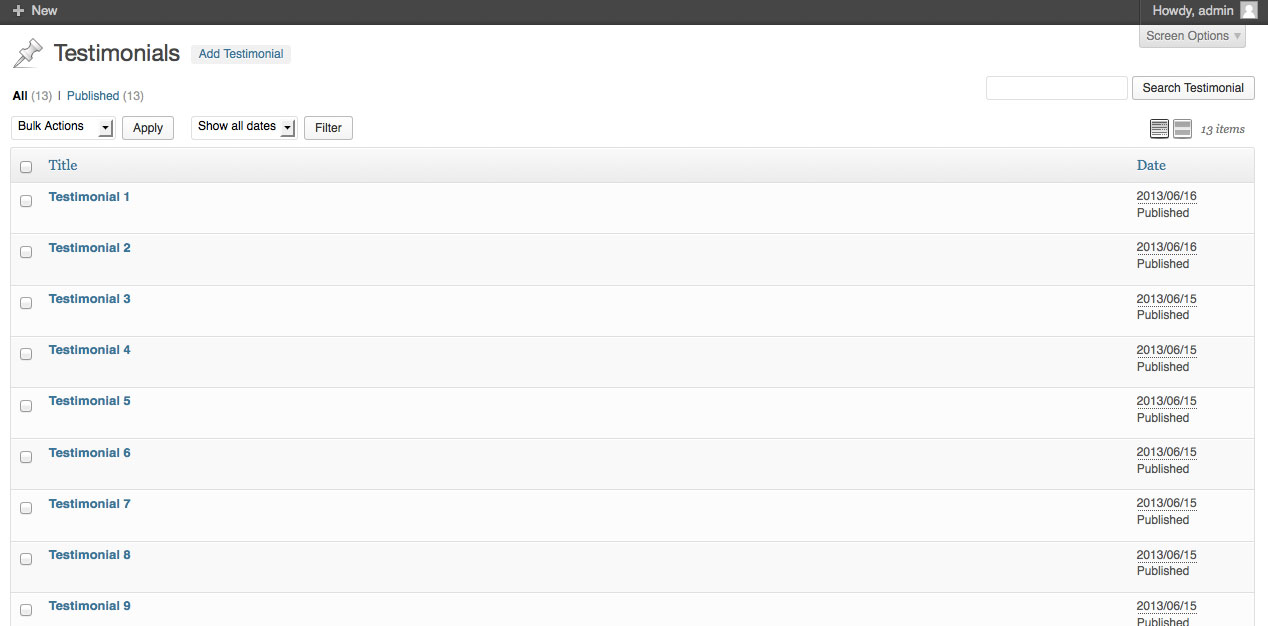 + New
Howdy, admin
Screen Options
Testimonials Add Testimonial
All (13) | Published (13)
Search Testimonial
Bulk Actions Apply Show all dates Filter 13 items
Title Date
Testimonial 1 2013/06/16
Published
Testimonial 2 2013/06/16
Published
Testimonial 3 2013/06/15
Published
Testimonial 4 2013/06/15
Published
Testimonial 5 2013/06/15
Published
Testimonial 6 2013/06/15
Published
Testimonial 7 2013/06/15
Published
Testimonial 8 2013/06/15
Published
Testimonial 9 2013/06/15
Published